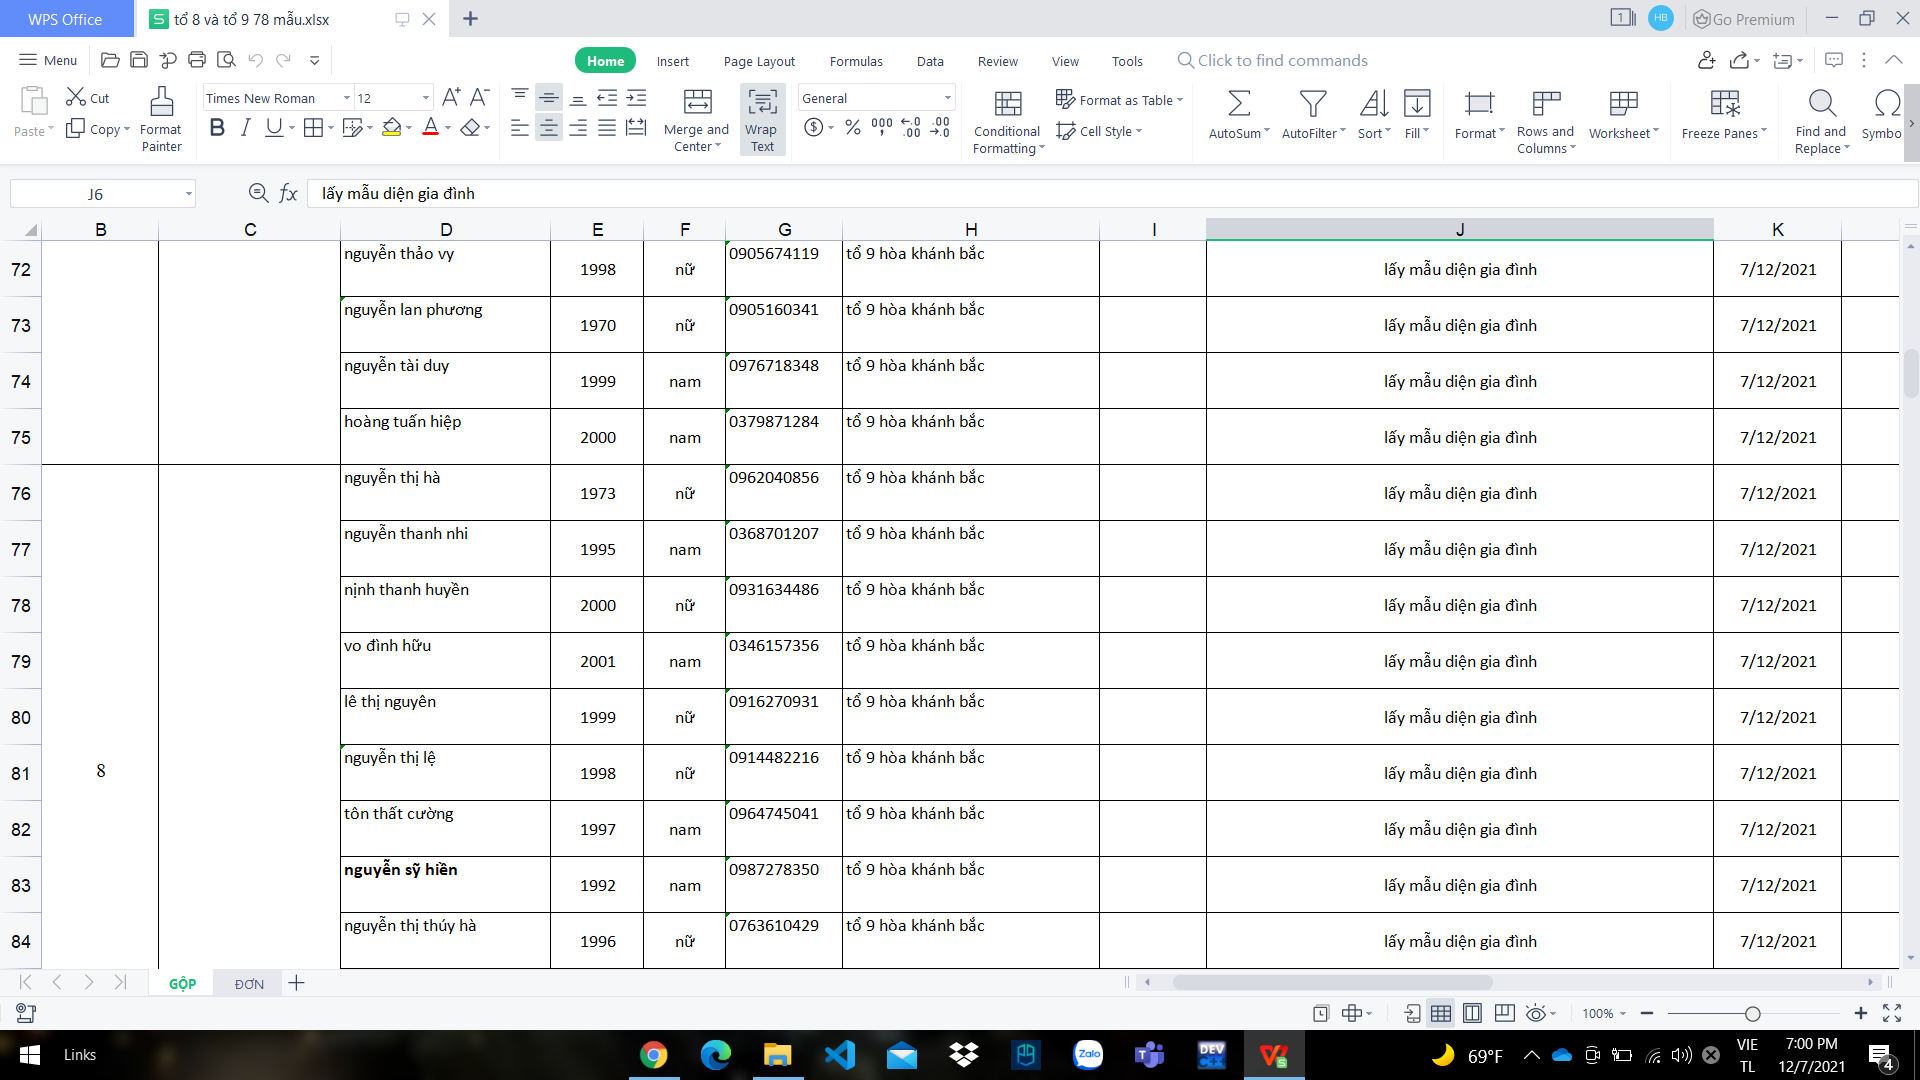 WPS Office
S tổ 8 và tổ 9 78 mẫu.xlsx
1 HB Go Premium
Menu Home Insert Page Layout Formulas Data Review View Tools Click to find commands
Paste Cut Copy Format Painter
Times New Roman 12
Merge and Center Wrap Text
General
Conditional Formatting Format as Table Cell Style
AutoSum AutoFilter Sort Fill Format Rows and Columns Worksheet Freeze Panes Find and Replace Symbo
J6 fx lấy mẫu diện gia đình
B C D E F G H I J K
72 nguyễn thảo vy 1998 nữ 0905674119 tổ 9 hòa khánh bắc lấy mẫu diện gia đình 7/12/2021
73 nguyễn lan phương 1970 nữ 0905160341 tổ 9 hòa khánh bắc lấy mẫu diện gia đình 7/12/2021
74 nguyễn tài duy 1999 nam 0976718348 tổ 9 hòa khánh bắc lấy mẫu diện gia đình 7/12/2021
75 hoàng tuấn hiệp 2000 nam 0379871284 tổ 9 hòa khánh bắc lấy mẫu diện gia đình 7/12/2021
76 nguyễn thị hà 1973 nữ 0962040856 tổ 9 hòa khánh bắc lấy mẫu diện gia đình 7/12/2021
77 nguyễn thanh nhi 1995 nam 0368701207 tổ 9 hòa khánh bắc lấy mẫu diện gia đình 7/12/2021
78 nịnh thanh huyền 2000 nữ 0931634486 tổ 9 hòa khánh bắc lấy mẫu diện gia đình 7/12/2021
79 vo đình hữu 2001 nam 0346157356 tổ 9 hòa khánh bắc lấy mẫu diện gia đình 7/12/2021
80 lê thị nguyên 1999 nữ 0916270931 tổ 9 hòa khánh bắc lấy mẫu diện gia đình 7/12/2021
81 8 nguyễn thị lệ 1998 nữ 0914482216 tổ 9 hòa khánh bắc lấy mẫu diện gia đình 7/12/2021
82 tôn thất cường 1997 nam 0964745041 tổ 9 hòa khánh bắc lấy mẫu diện gia đình 7/12/2021
83 nguyễn sỹ hiền 1992 nam 0987278350 tổ 9 hòa khánh bắc lấy mẫu diện gia đình 7/12/2021
84 nguyễn thị thúy hà 1996 nữ 0763610429 tổ 9 hòa khánh bắc lấy mẫu diện gia đình 7/12/2021
GỘP ĐƠN
100%
Links Zalo DEV C++ 69°F VIE TL 7:00 PM 12/7/2021 4